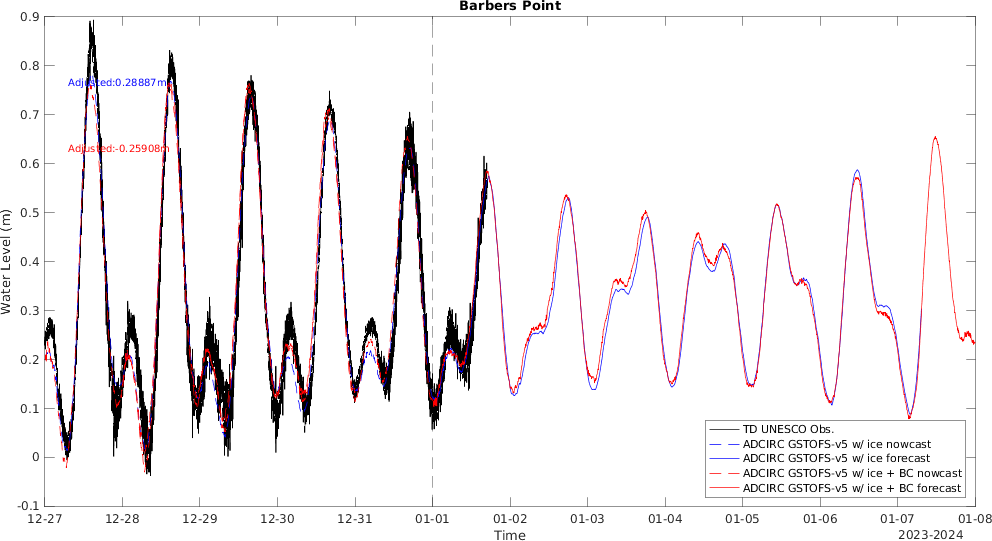 Barbers Point
0.9
0.8
0.7
0.6
0.5
0.4
0.3
0.2
0.1
0
-0.1
Water Level (m)
Adjusted:0.28887m
Adjusted:-0.25908m
TD UNESCO Obs.
ADCIRC GSTOFS-v5 w/ ice nowcast
ADCIRC GSTOFS-v5 w/ ice forecast
ADCIRC GSTOFS-v5 w/ ice + BC nowcast
ADCIRC GSTOFS-v5 w/ ice + BC forecast
12-27 12-28 12-29 12-30 12-31 01-01 01-02 01-03 01-04 01-05 01-06 01-07 01-08
Time
2023-2024